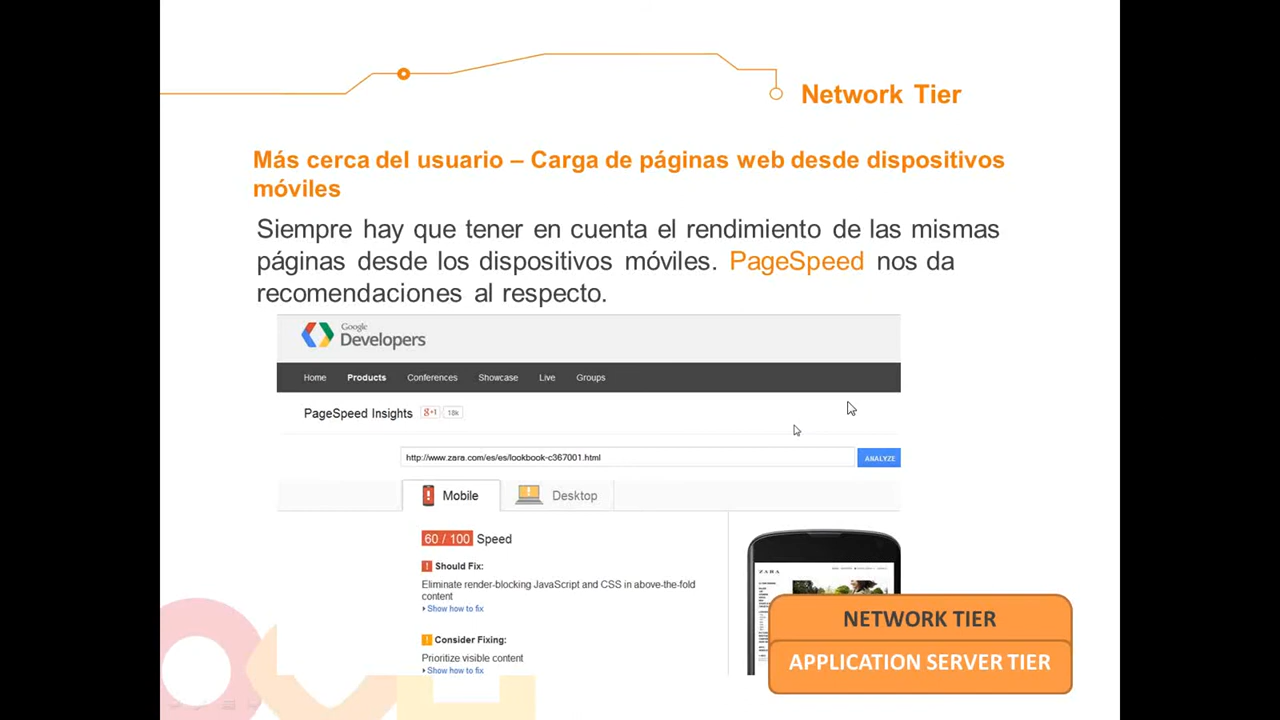 Network Tier
Más cerca del usuario – Carga de páginas web desde dispositivos
móviles
Siempre hay que tener en cuenta el rendimiento de las mismas
páginas desde los dispositivos móviles. PageSpeed nos da
recomendaciones al respecto.
Google
Developers
Home Products Conferences Showcase Live Groups
PageSpeed Insights g+1 18k
http://www.zara.com/es/es/lookbook-c367001.html ANALYZE
Mobile Desktop
60 / 100 Speed
Should Fix:
Eliminate render-blocking JavaScript and CSS in above-the-fold
content
Show how to fix
Consider Fixing:
Prioritize visible content
Show how to fix
ZARA
NETWORK TIER
APPLICATION SERVER TIER